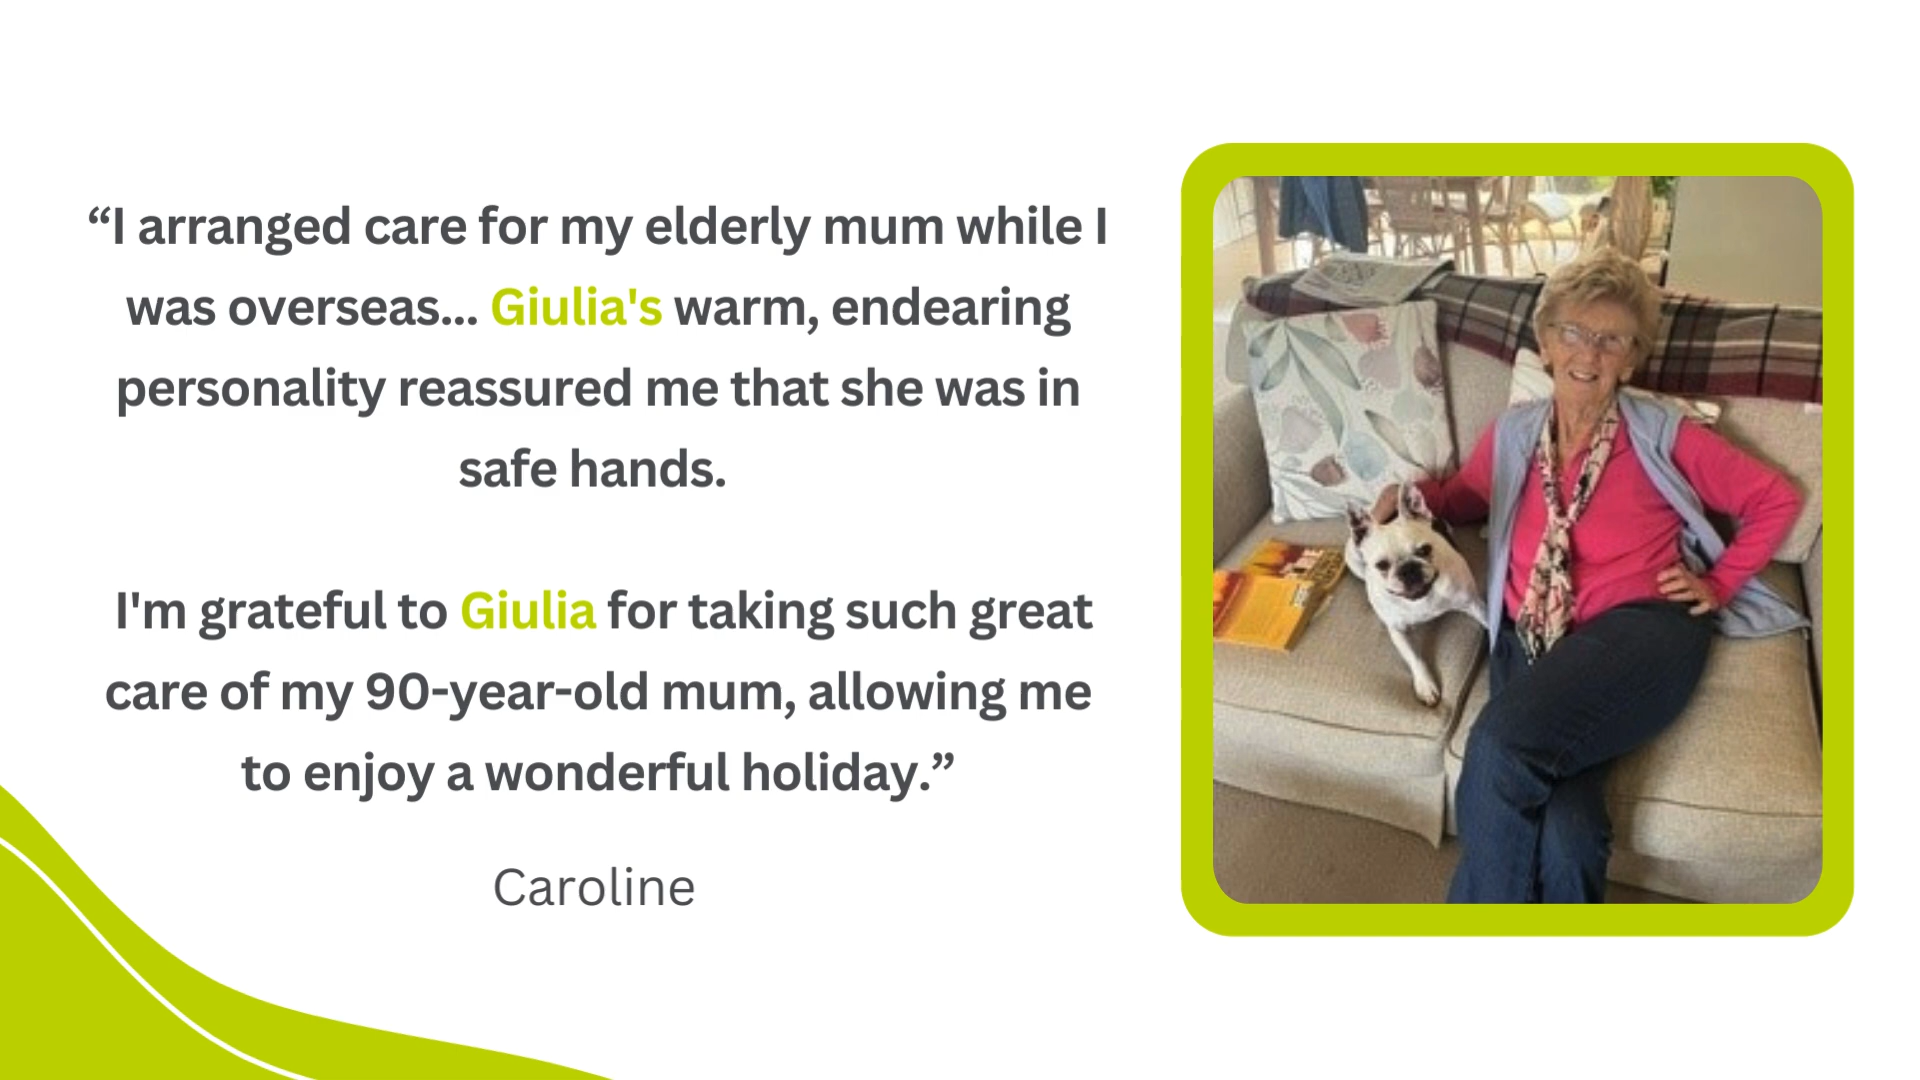 “I arranged care for my elderly mum while I
was overseas... Giulia's warm, endearing
personality reassured me that she was in
safe hands.
I'm grateful to Giulia for taking such great
care of my 90-year-old mum, allowing me
to enjoy a wonderful holiday.”
Caroline